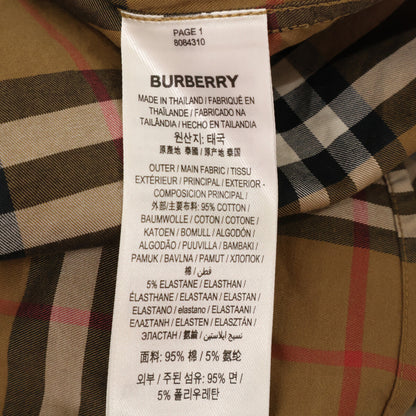 PAGE 1
8084310
BURBERRY
MADE IN THAILAND / FABRIQUÉ EN
THAÏLANDE / FABRICADO NA
TAILÂNDIA / HECHO EN TAILANDIA
원산지: 태국
原產地 泰國 / 原产地 泰国
OUTER / MAIN FABRIC / TISSU
EXTÉRIEUR / PRINCIPAL / EXTERIOR -
COMPOSICION PRINCIPAL /
外部/主要布料: 95% COTTON /
BAUMWOLLE / COTON / COTONE /
KATOEN / BOMULL / ALGODÓN /
ALGODÃO / PUUVILLA / BAMBAKI /
PAMUK / BAVLNA / PAMUT / ХЛОПОК /
قطن / 棉 /
5% ELASTANE / ELASTHAN /
ÉLASTHANE / ELASTAAN / ELASTAN /
ELASTANO / elastano / ELASTAANI /
ΕΛΑΣΤΑΝΗ / ELASTEN / ELASZTÁN /
ЭЛАСТАН / 氨綸 / نسيج ايلاستين
面料: 95% 棉 / 5% 氨纶
외부 / 주된 섬유: 95% 면 /
5% 폴리우레탄